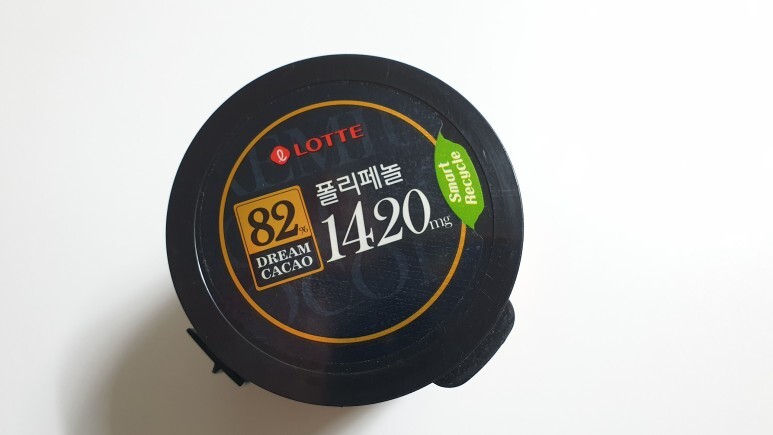 LOTTE
폴리페놀
1420mg
82%
DREAM
CACAO
Smart
Recycle